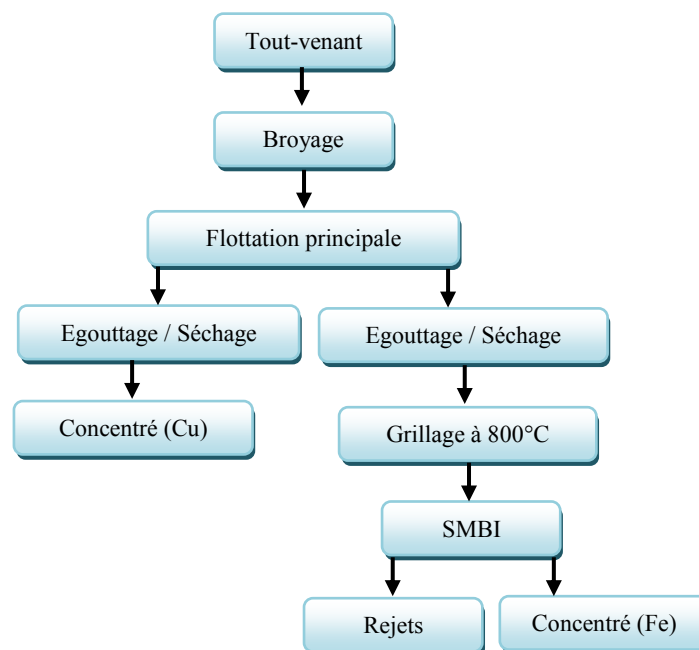 Tout-venant
Broyage
Flottation principale
Egouttage / Séchage
Egouttage / Séchage
Concentré (Cu)
Grillage à 800°C
SMBI
Rejets
Concentré (Fe)